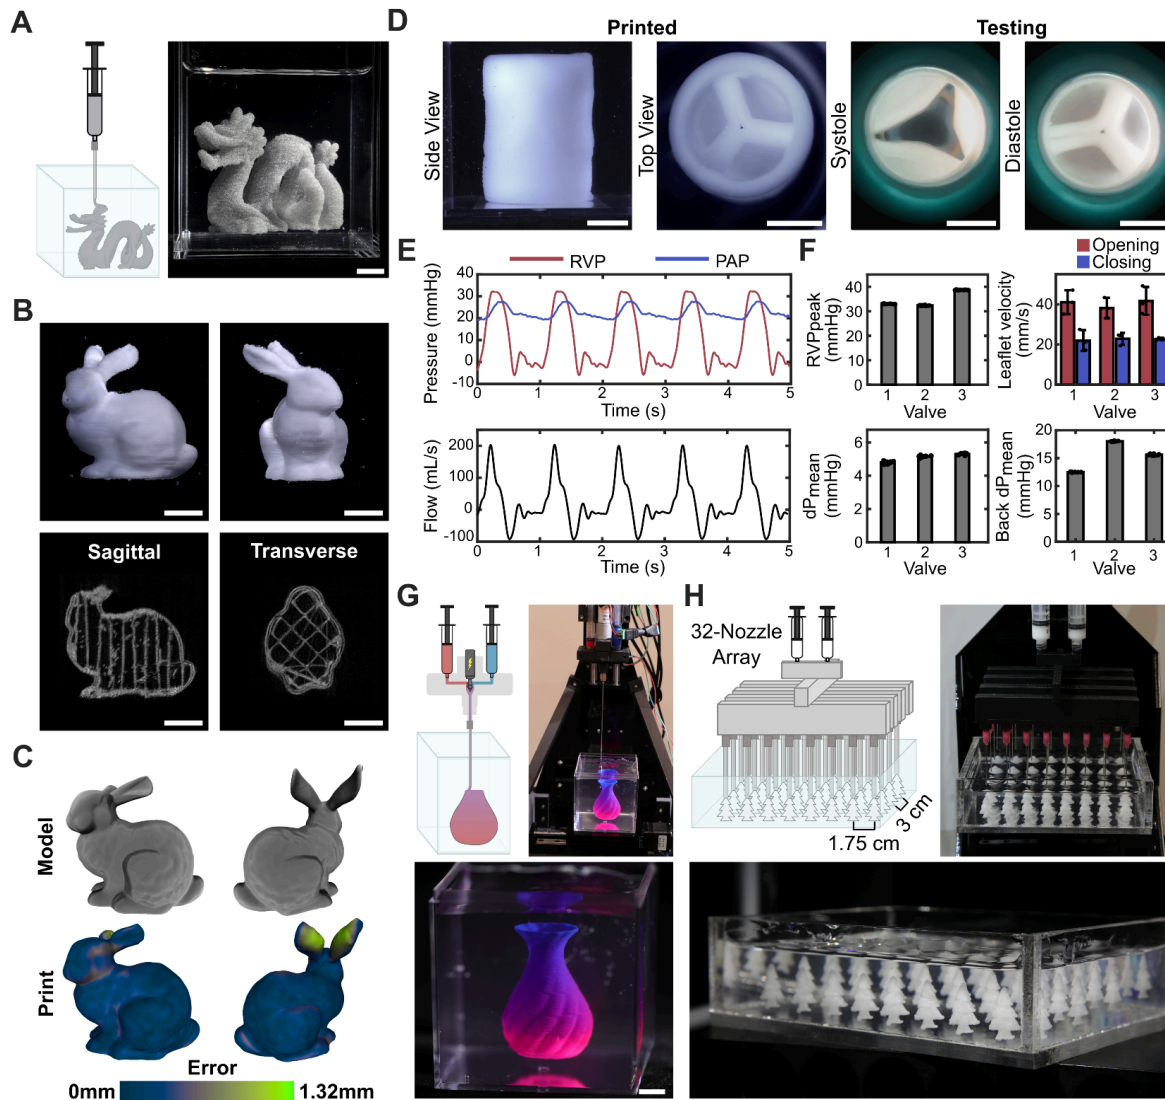 A
B
Sagittal
Transverse
C
Model
Print
Error
0mm
1.32mm
D
Printed
Testing
Side View
Top View
Systole
Diastole
E
RVP
PAP
Pressure (mmHg)
40
30
20
10
0
-10
0
1
2
3
4
5
Time (s)
Flow (mL/s)
200
100
0
-100
0
1
2
3
4
5
Time (s)
F
RVPpeak
(mmHg)
40
30
20
10
0
1
2
3
Valve
Opening
Closing
Leaflet velocity
(mm/s)
40
20
0
1
2
3
Valve
dPmean
(mmHg)
6
4
2
0
1
2
3
Valve
Back dPmean
(mmHg)
20
15
10
5
0
1
2
3
Valve
G
H
32-Nozzle
Array
3 cm
1.75 cm